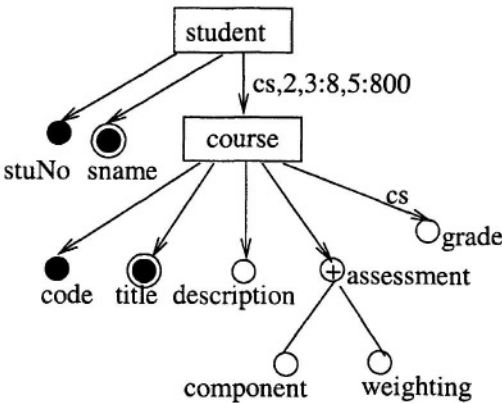 student
cs,2,3:8,5:800
stuNo sname
course
cs
grade
code title description
+ assessment
component weighting